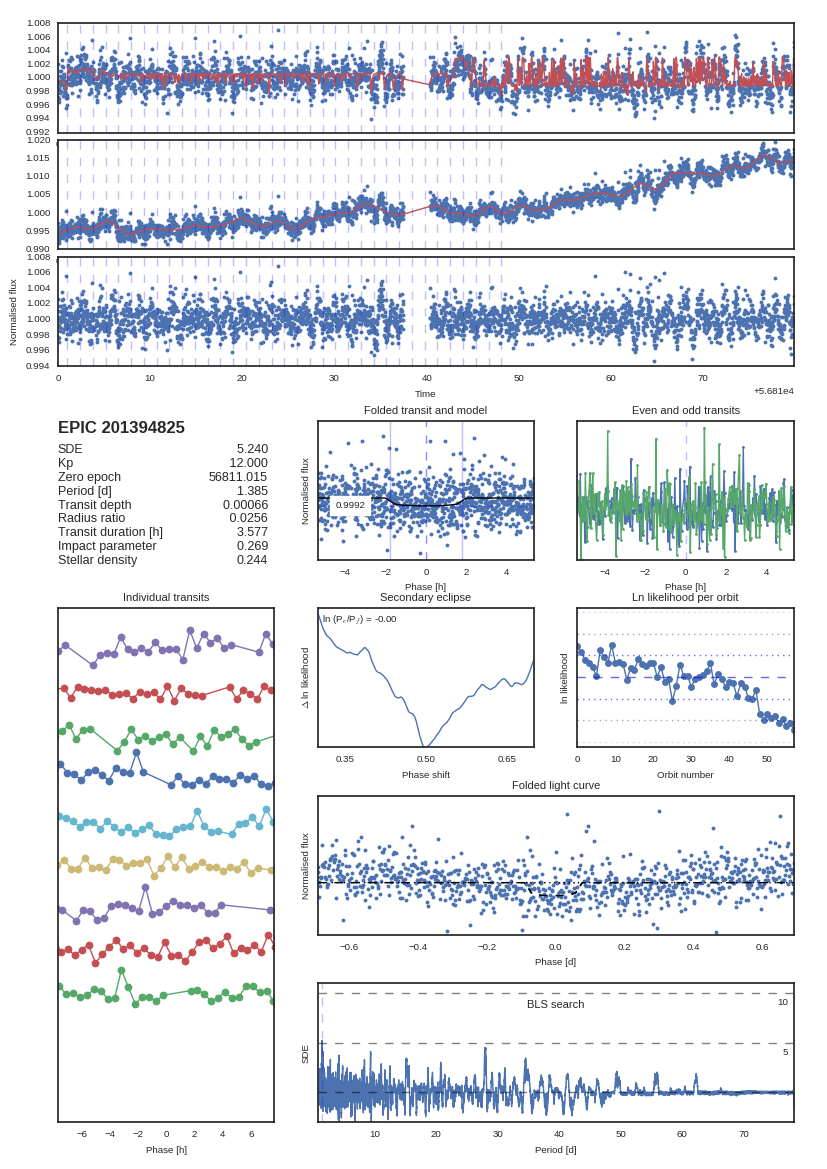 1.008
1.006
1.004
1.002
1.000
0.998
0.996
0.994
0.992
1.020
1.015
1.010
1.005
1.000
0.995
0.990
1.008
1.006
1.004
1.002
1.000
0.998
0.996
0.994
Normalised flux
0 10 20 30 40 50 60 70
Time +5.681e4
EPIC 201394825
SDE 5.240
Kp 12.000
Zero epoch 56811.015
Period [d] 1.385
Transit depth 0.00066
Radius ratio 0.0256
Transit duration [h] 3.577
Impact parameter 0.269
Stellar density 0.244
Folded transit and model
Normalised flux
0.9992
−4 −2 0 2 4
Phase [h]
Even and odd transits
−4 −2 0 2 4
Phase [h]
Individual transits
−6 −4 −2 0 2 4 6
Phase [h]
Secondary eclipse
Δ ln likelihood
0.35 0.50 0.65
Phase shift
Ln likelihood per orbit
ln likelihood
0 10 20 30 40 50
Orbit number
Folded light curve
Normalised flux
−0.6 −0.4 −0.2 0.0 0.2 0.4 0.6
Phase [d]
BLS search
SDE
10
5
10 20 30 40 50 60 70
Period [d]